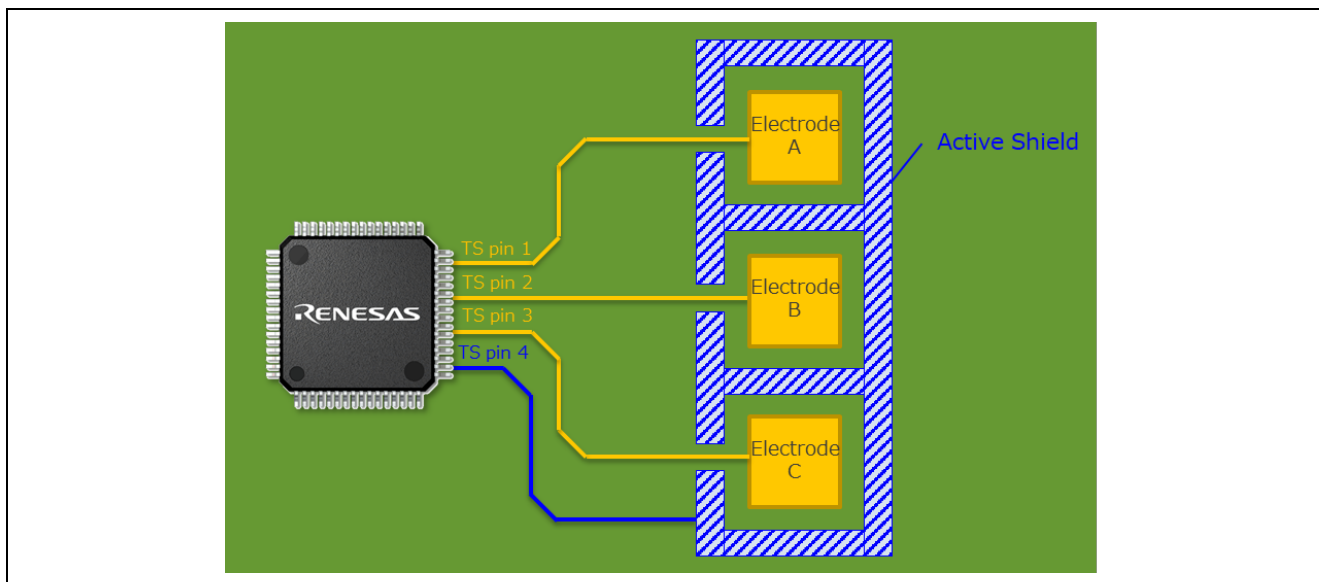 Electrode
A
Active Shield
TS pin 1
TS pin 2
RENESAS
TS pin 3
Electrode
B
TS pin 4
Electrode
C